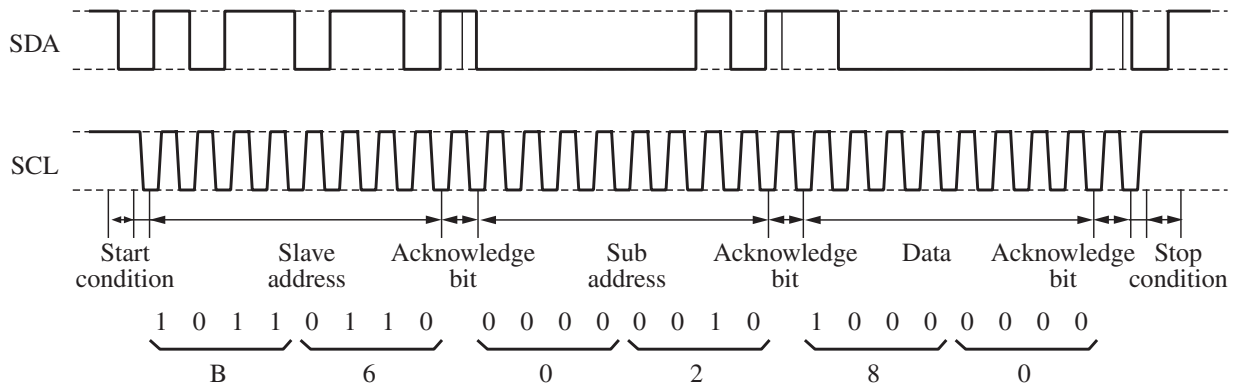 SDA
SCL
Start condition
Slave address
Acknowledge bit
Sub address
Acknowledge bit
Data
Acknowledge bit
Stop condition
1 0 1 1 0 1 1 0 0 0 0 0 0 0 1 0 1 0 0 0 0 0 0 0
B 6 0 2 8 0